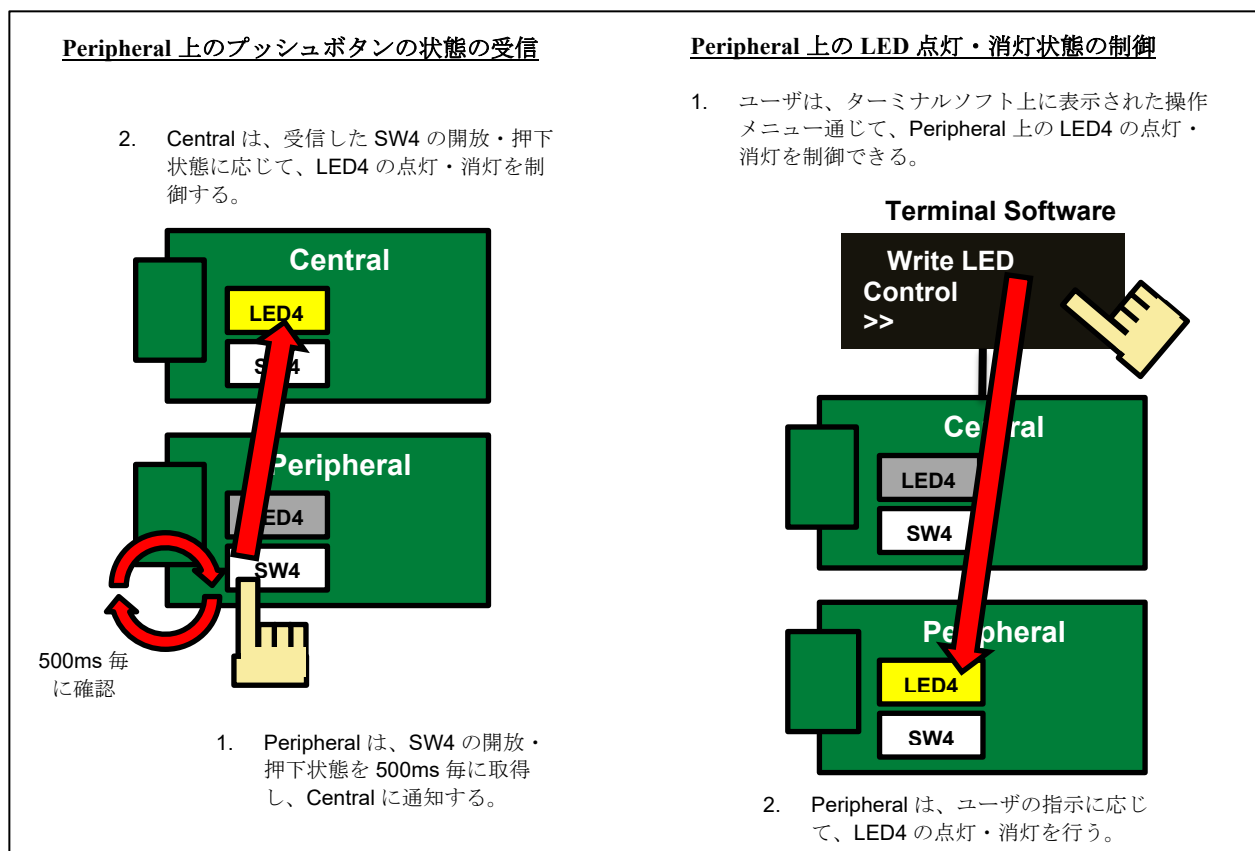 Peripheral 上のプッシュボタンの状態の受信
2. Central は、受信した SW4 の開放・押下
状態に応じて、LED4 の点灯・消灯を制
御する。
Central
LED4
SW4
Peripheral
LED4
SW4
500ms 毎
に確認
1. Peripheral は、SW4 の開放・
押下状態を 500ms 毎に取得
し、Central に通知する。
Peripheral 上の LED 点灯・消灯状態の制御
1. ユーザは、ターミナルソフト上に表示された操作
メニュー通じて、Peripheral 上の LED4 の点灯・
消灯を制御できる。
Terminal Software
Write LED
Control
>>
Central
LED4
SW4
Peripheral
LED4
SW4
2. Peripheral は、ユーザの指示に応じ
て、LED4 の点灯・消灯を行う。